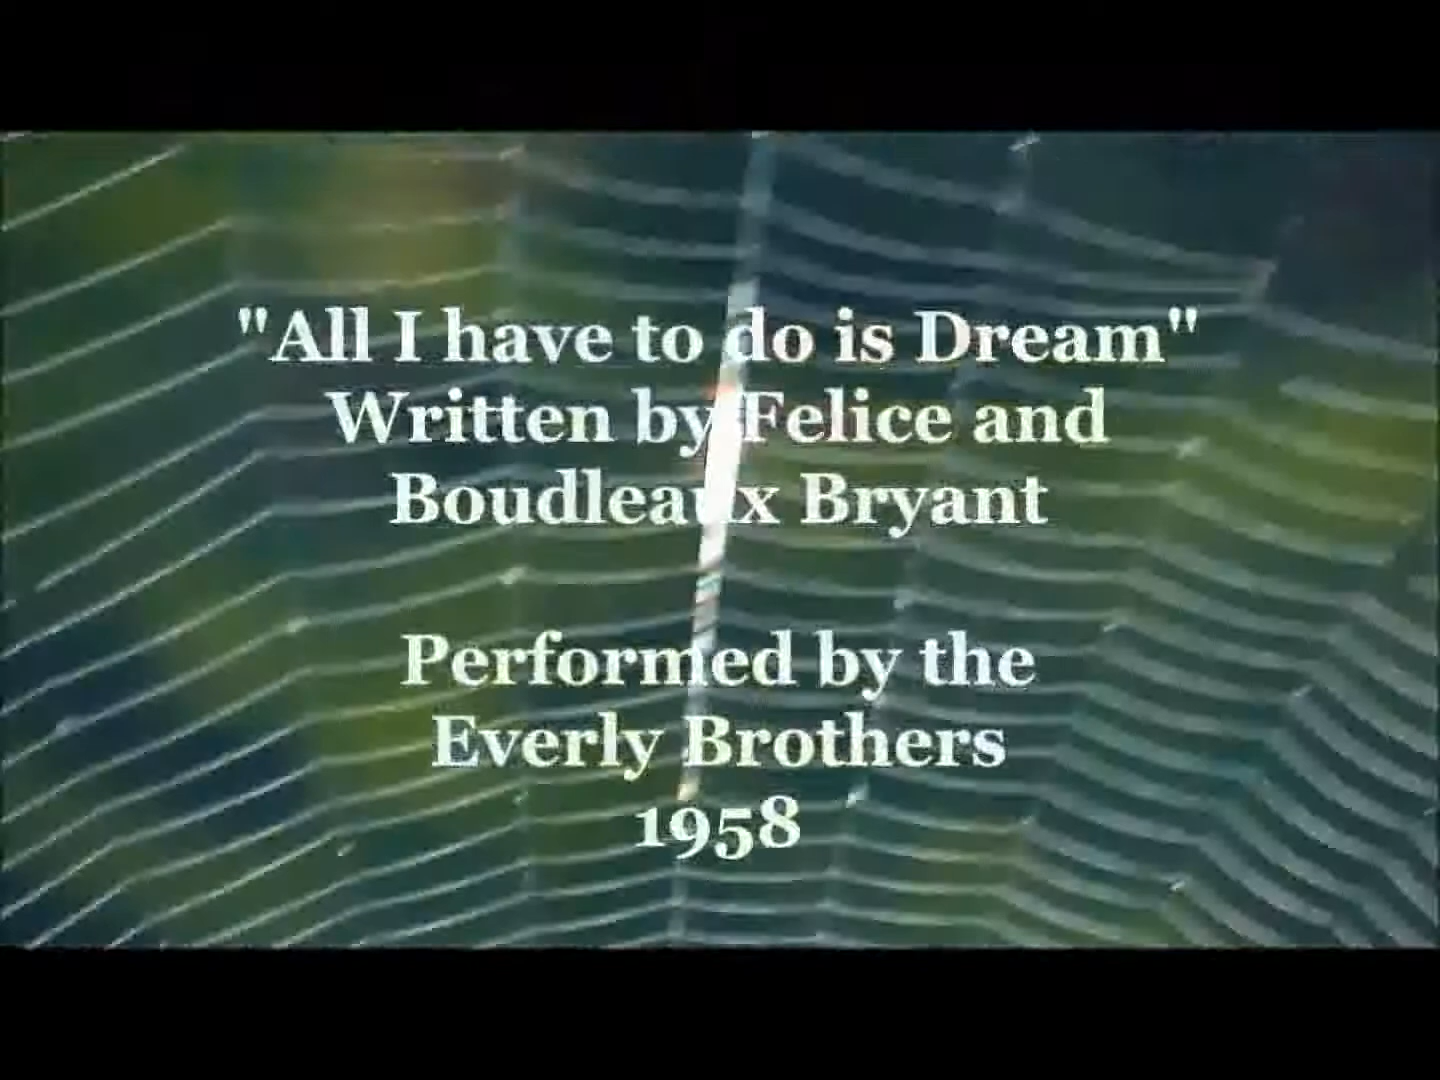 "All I have to do is Dream"
Written by Felice and
Boudleaux Bryant
Performed by the
Everly Brothers
1958